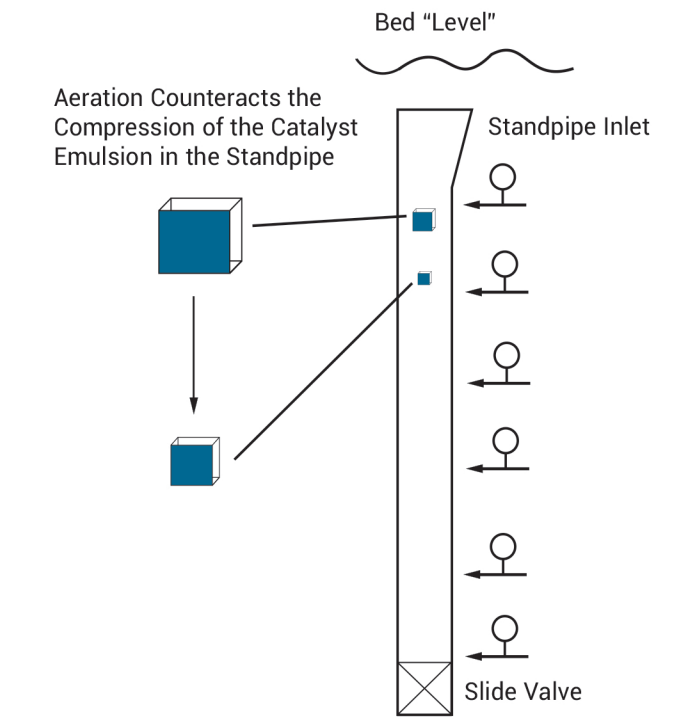 Bed “Level”
Aeration Counteracts the
Compression of the Catalyst
Emulsion in the Standpipe
Standpipe Inlet
Slide Valve